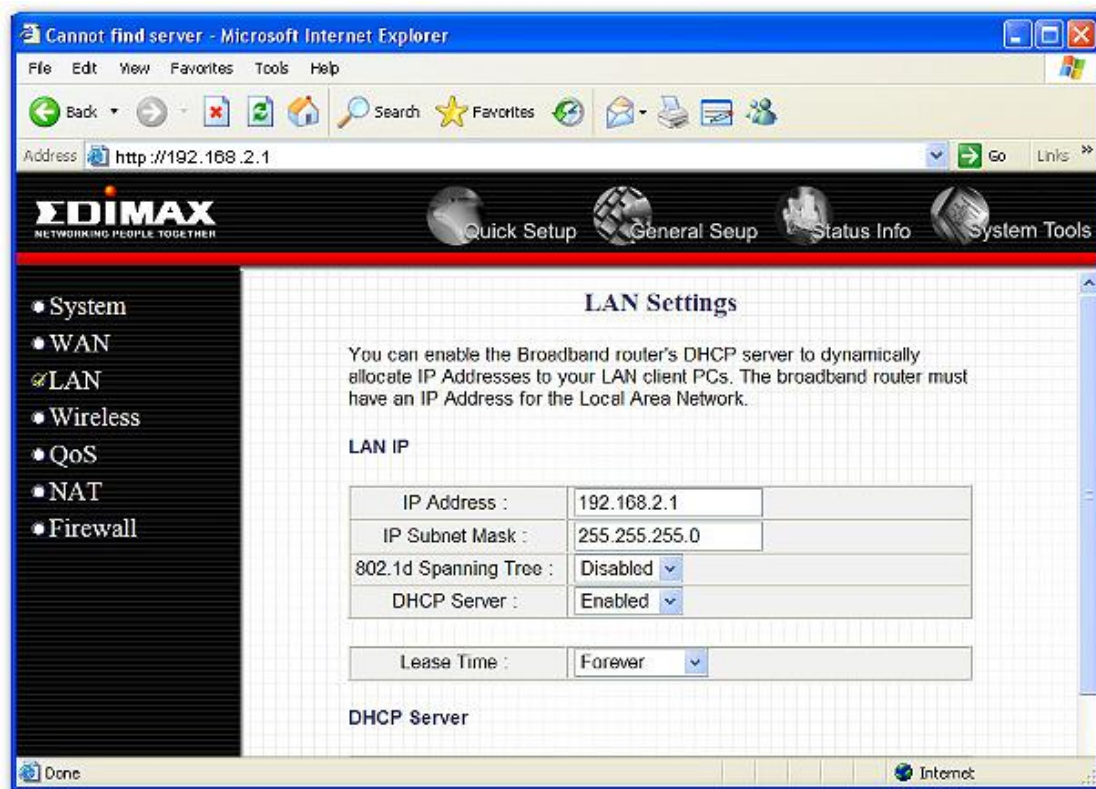 Cannot find server - Microsoft Internet Explorer
File Edit View Favorites Tools Help
Back Search Favorites
Address http://192.168.2.1 Go Links »
EDIMAX
NETWORKING PEOPLE TOGETHER
Quick Setup General Seup Status Info System Tools
System
WAN
LAN
Wireless
QoS
NAT
Firewall
LAN Settings
You can enable the Broadband router's DHCP server to dynamically
allocate IP Addresses to your LAN client PCs. The broadband router must
have an IP Address for the Local Area Network.
LAN IP
IP Address : 192.168.2.1
IP Subnet Mask : 255.255.255.0
802.1d Spanning Tree : Disabled
DHCP Server : Enabled
Lease Time : Forever
DHCP Server
Done Internet